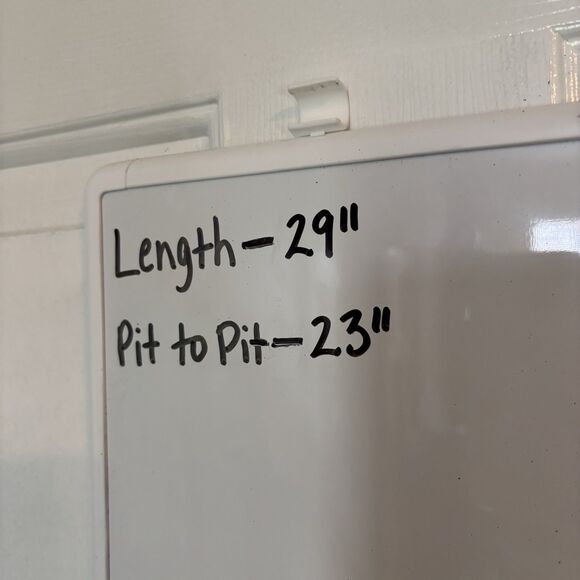 Length - 29"
Pit to Pit - 23"